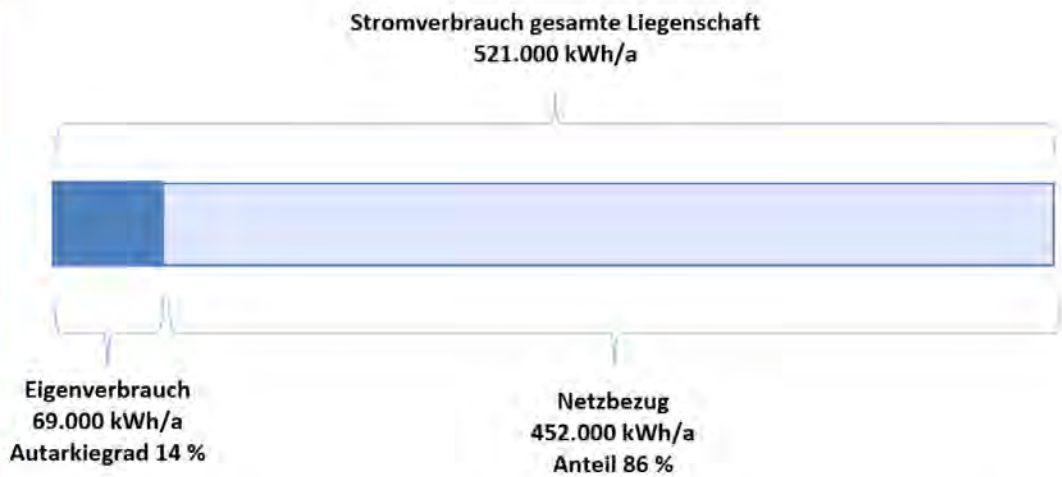 Stromverbrauch gesamte Liegenschaft
521.000 kWh/a
Eigenverbrauch
69.000 kWh/a
Autarkiegrad 14 %
Netzbezug
452.000 kWh/a
Anteil 86 %